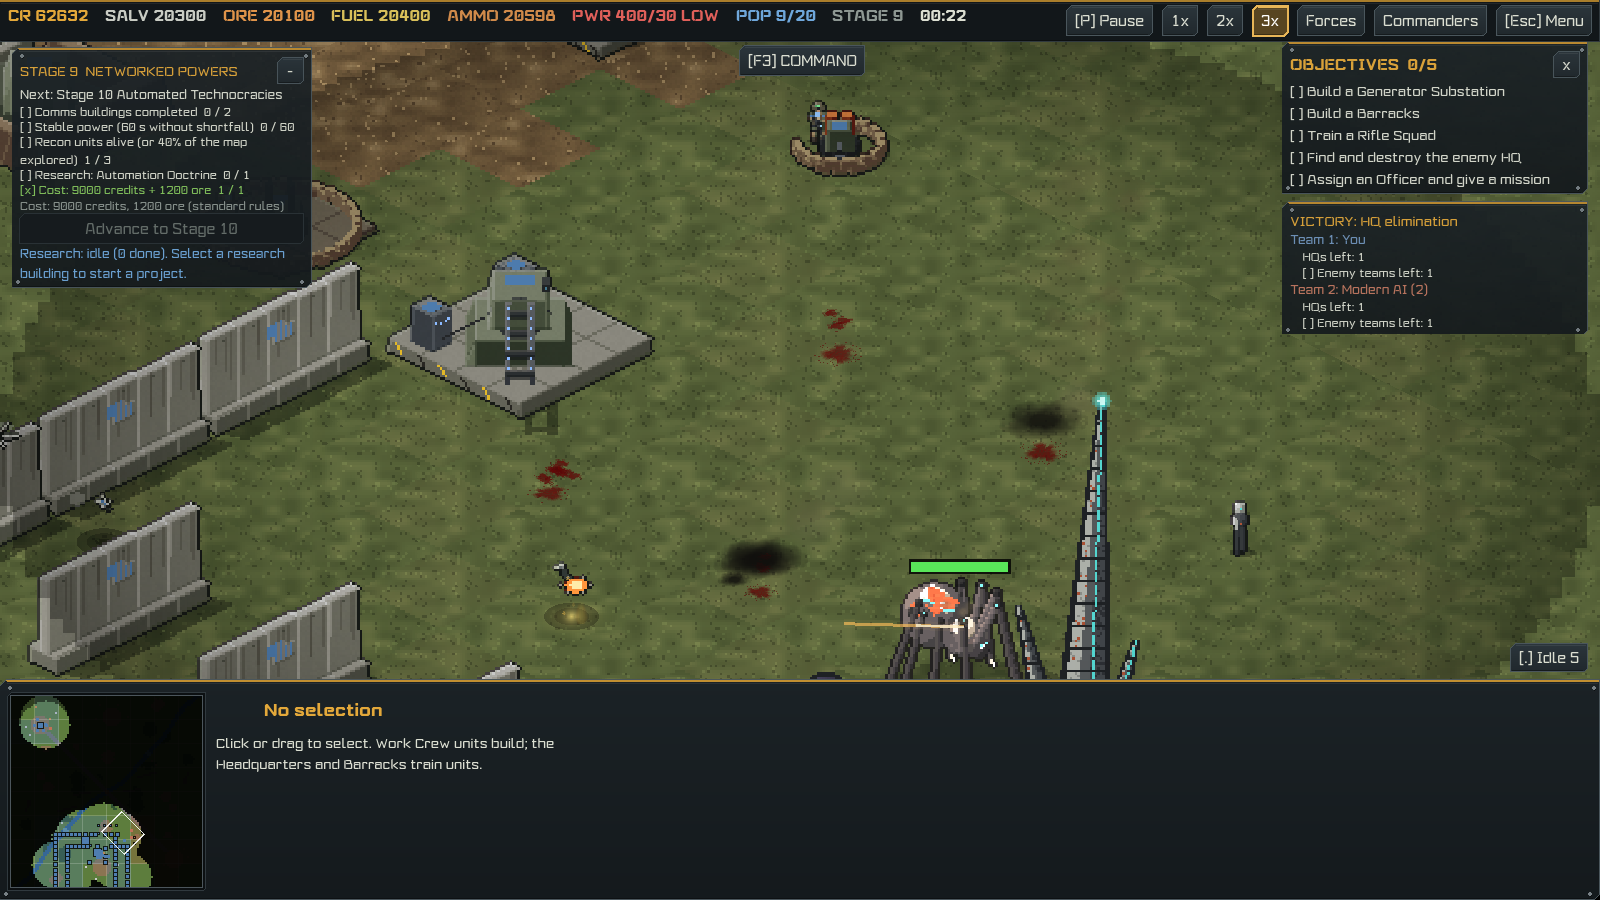 CR 62632 SALV 20300 ORE 20100 FUEL 20400 AMMO 20598 PWR 400/30 LOW POP 9/20 STAGE 9 00:22
[P] Pause 1x 2x 3x Forces Commanders [Esc] Menu
[F3] COMMAND
STAGE 9 NETWORKED POWERS -
Next: Stage 10 Automated Technocracies
[ ] Comms buildings completed 0 / 2
[ ] Stable power (60 s without shortfall) 0 / 60
[ ] Recon units alive (or 40% of the map
explored) 1 / 3
[ ] Research: Automation Doctrine 0 / 1
[x] Cost: 9000 credits + 1200 ore 1 / 1
Cost: 9000 credits, 1200 ore (standard rules)
Advance to Stage 10
Research: idle (0 done). Select a research
building to start a project.
OBJECTIVES 0/5 x
[ ] Build a Generator Substation
[ ] Build a Barracks
[ ] Train a Rifle Squad
[ ] Find and destroy the enemy HQ
[ ] Assign an Officer and give a mission
VICTORY: HQ elimination
Team 1: You
HQs left: 1
[ ] Enemy teams left: 1
Team 2: Modern AI (2)
HQs left: 1
[ ] Enemy teams left: 1
[.] Idle 5
No selection
Click or drag to select. Work Crew units build; the
Headquarters and Barracks train units.